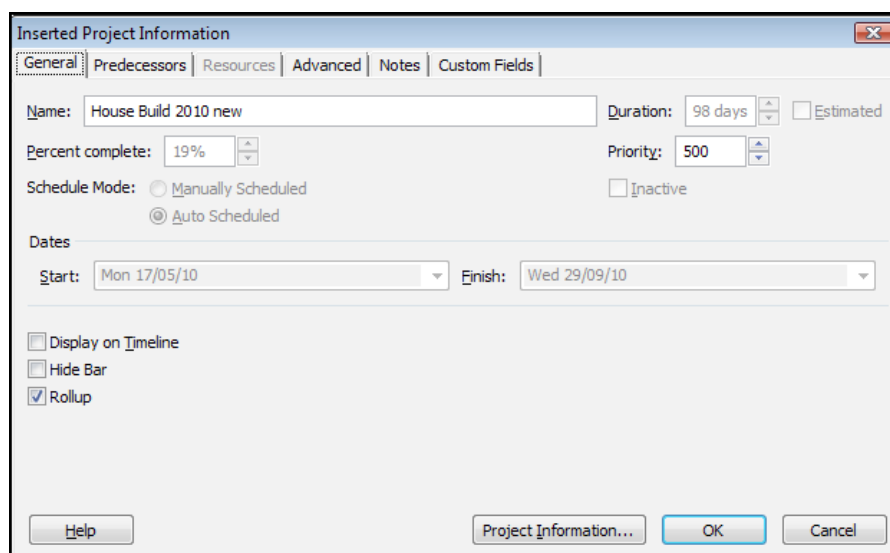 Inserted Project Information
General Predecessors Resources Advanced Notes Custom Fields
Name: House Build 2010 new Duration: 98 days Estimated
Percent complete: 19% Priority: 500
Schedule Mode: Manually Scheduled Inactive
Auto Scheduled
Dates
Start: Mon 17/05/10 Finish: Wed 29/09/10
Display on Timeline
Hide Bar
Rollup
Help Project Information... OK Cancel